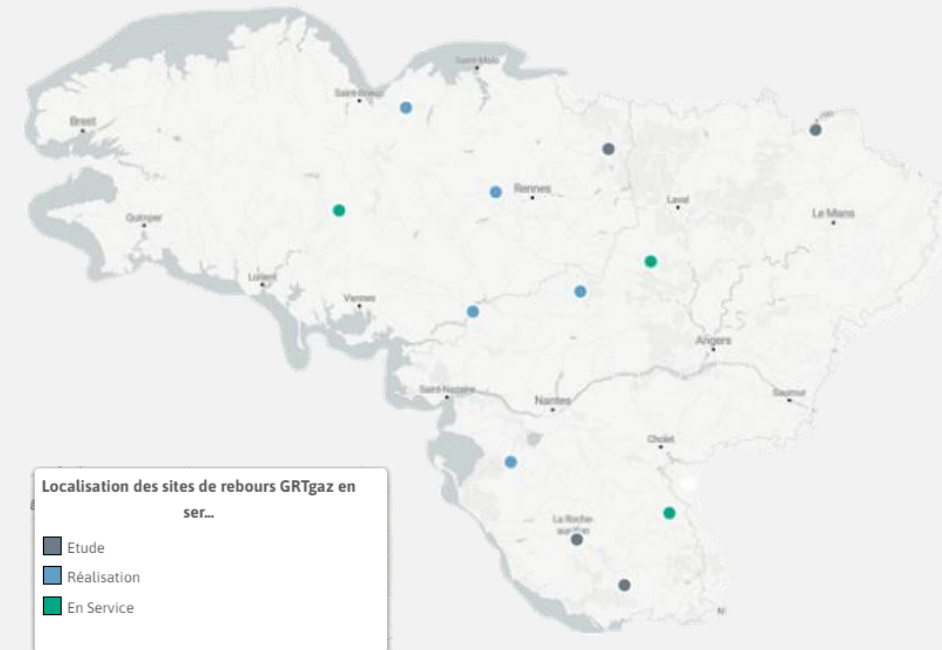 Saint-Malo
Saint-Brieuc
Brest
Rennes
Laval
Le Mans
Quimper
Lorient
Vannes
Angers
Saint-Nazaire
Nantes
Saumur
Cholet
La Roche-
sur-Yon
Localisation des sites de rebours GRTgaz en
ser...
Etude
Réalisation
En Service